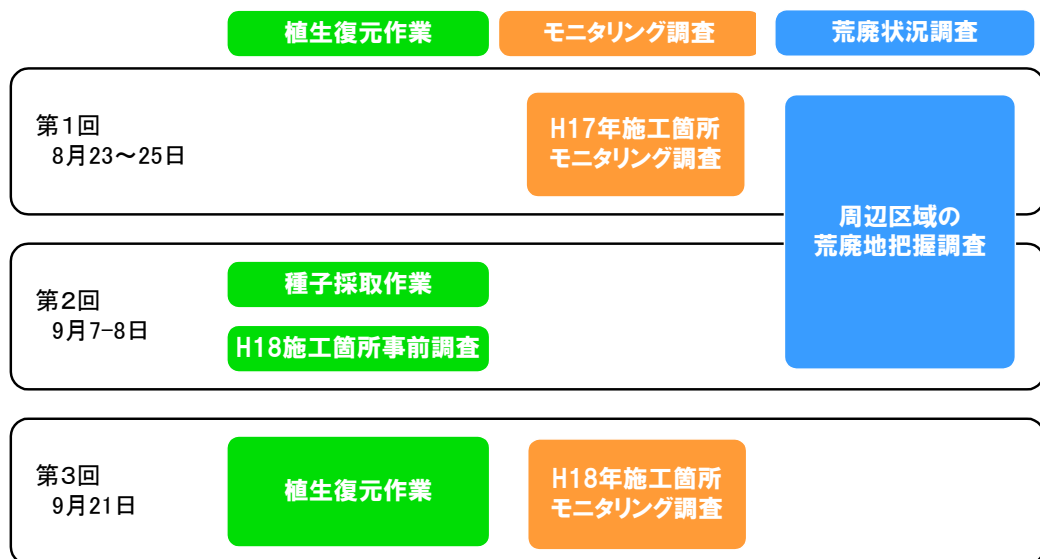 植生復元作業
モニタリング調査
荒廃状況調査
第1回
8月23～25日
H17年施工箇所
モニタリング調査
周辺区域の
荒廃地把握調査
第2回
9月7-8日
種子採取作業
H18施工箇所事前調査
第3回
9月21日
植生復元作業
H18年施工箇所
モニタリング調査